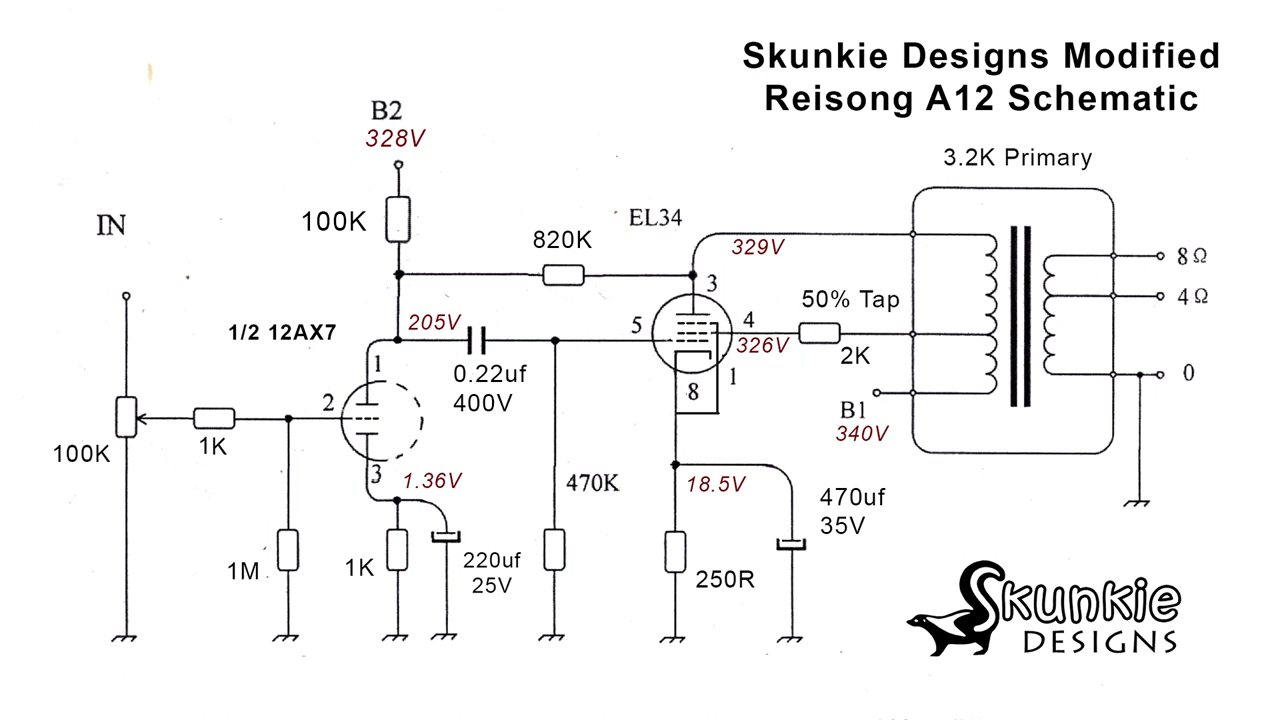 Skunkie Designs Modified
Reisong A12 Schematic
B2
328V
3.2K Primary
IN
100K
EL34
820K
329V
3
50% Tap
1/2 12AX7
205V
5
4
326V
2K
8 Ω
4 Ω
0
1
0.22uf
400V
8
1
B1
340V
2
1K
100K
3
1.36V
470K
18.5V
470uf
35V
1M
1K
220uf
25V
250R
Skunkie
DESIGNS